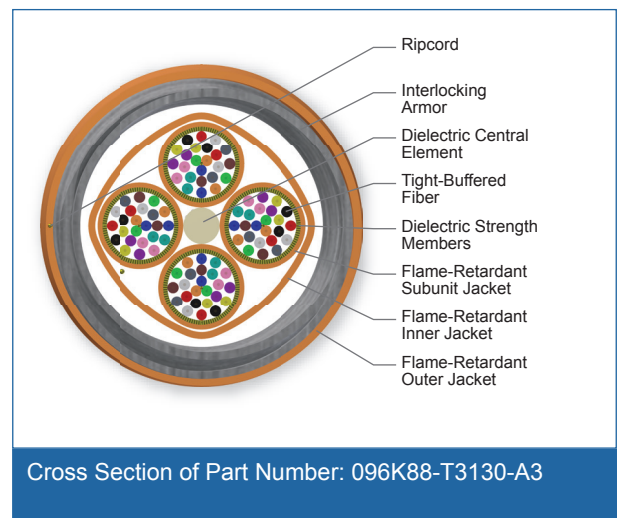 Ripcord
Interlocking
Armor
Dielectric Central
Element
Tight-Buffered
Fiber
Dielectric Strength
Members
Flame-Retardant
Subunit Jacket
Flame-Retardant
Inner Jacket
Flame-Retardant
Outer Jacket
Cross Section of Part Number: 096K88-T3130-A3